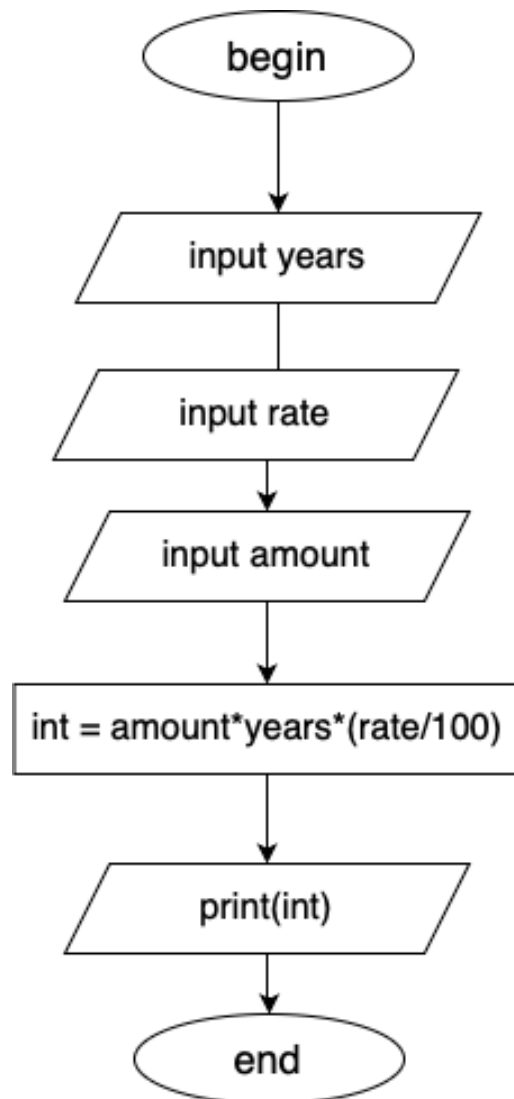 begin
input years
input rate
input amount
int = amount*years*(rate/100)
print(int)
end